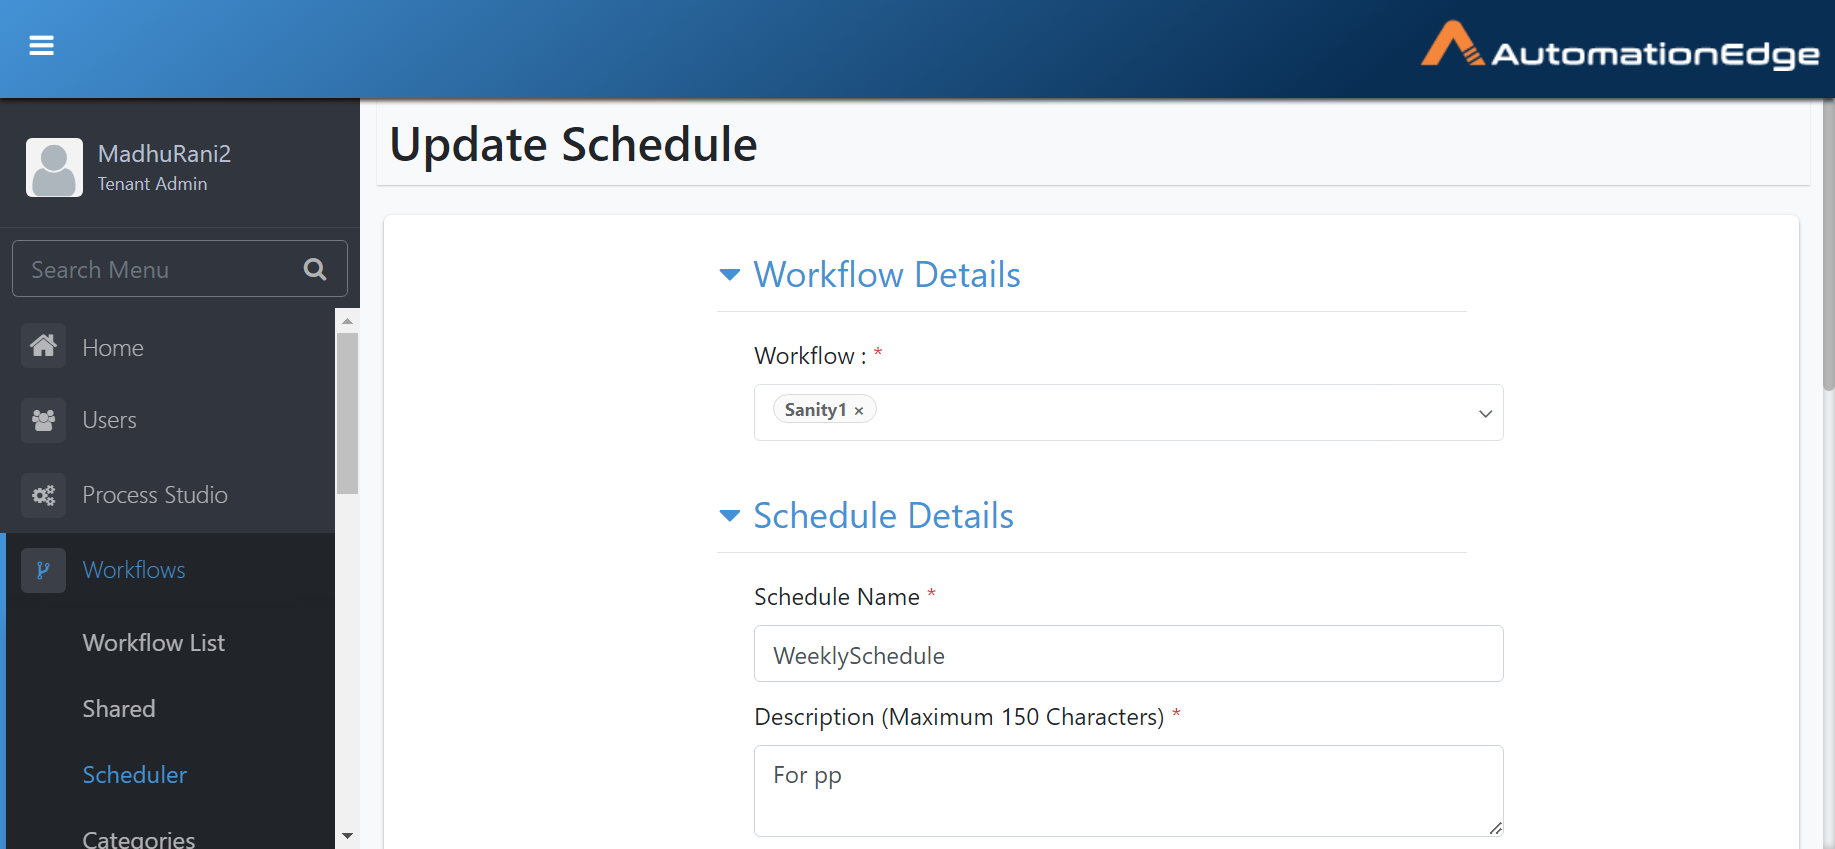 AutomationEdge
MadhuRani2
Tenant Admin
Search Menu
Home
Users
Process Studio
Workflows
Workflow List
Shared
Scheduler
Categories
Update Schedule
Workflow Details
Workflow : *
Sanity1 ×
Schedule Details
Schedule Name *
WeeklySchedule
Description (Maximum 150 Characters) *
For pp